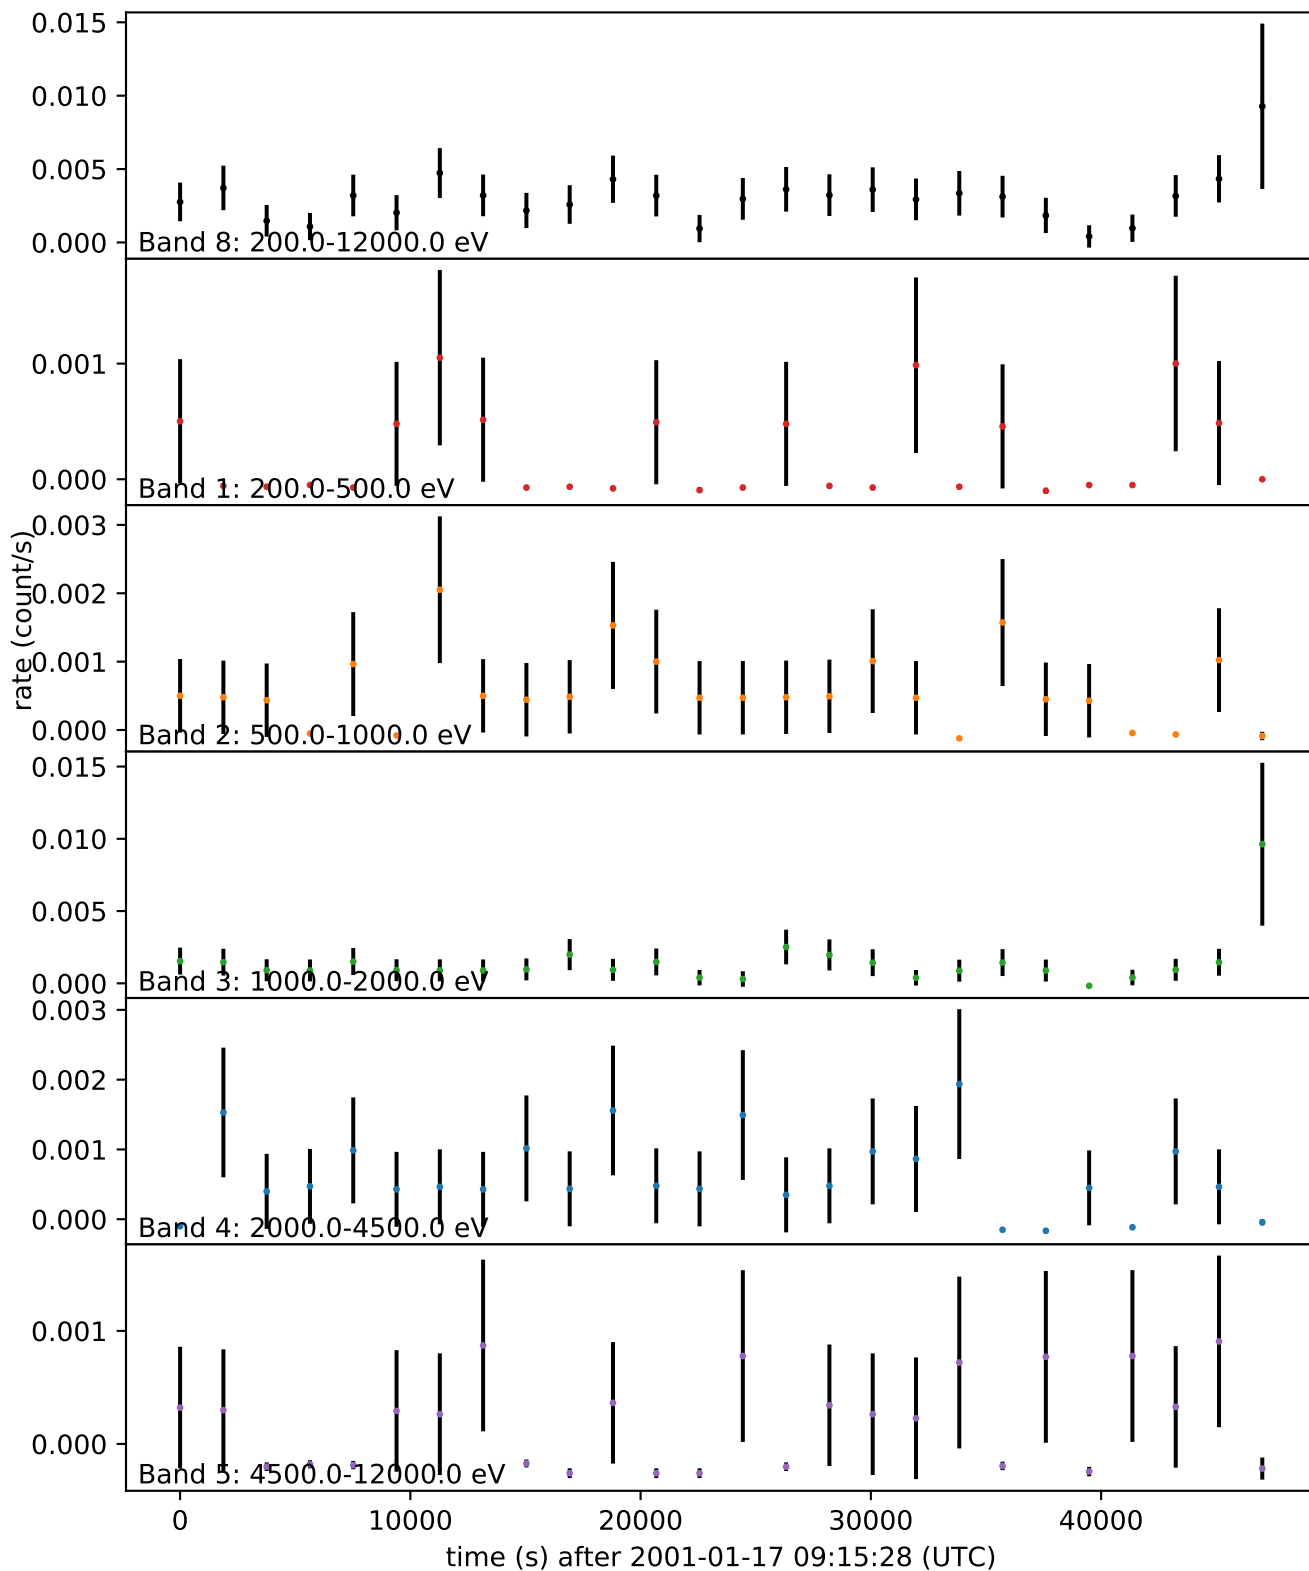 0.015
0.010
0.005
0.000
Band 8: 200.0-12000.0 eV
0.001
0.000
Band 1: 200.0-500.0 eV
rate (count/s)
0.003
0.002
0.001
0.000
Band 2: 500.0-1000.0 eV
0.015
0.010
0.005
0.000
Band 3: 1000.0-2000.0 eV
0.003
0.002
0.001
0.000
Band 4: 2000.0-4500.0 eV
0.001
0.000
Band 5: 4500.0-12000.0 eV
0 10000 20000 30000 40000
time (s) after 2001-01-17 09:15:28 (UTC)